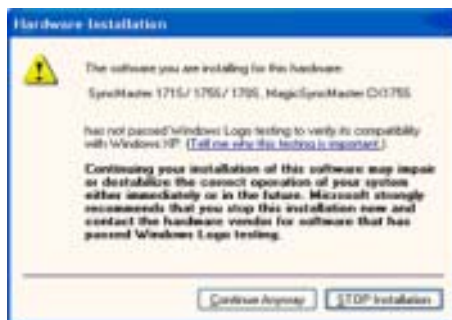 Hardware Installation
The software you are installing for this hardware:
SyncMaster 171S/ 175S/ 170S, MagicSyncMaster CX175S
has not passed Windows Logo testing to verify its compatibility
with Windows XP. (Tell me why this testing is important.)
Continuing your installation of this software may impair
or destabilize the correct operation of your system
either immediately or in the future. Microsoft strongly
recommends that you stop this installation now and
contact the hardware vendor for software that has
passed Windows Logo testing.
Continue Anyway
STOP Installation